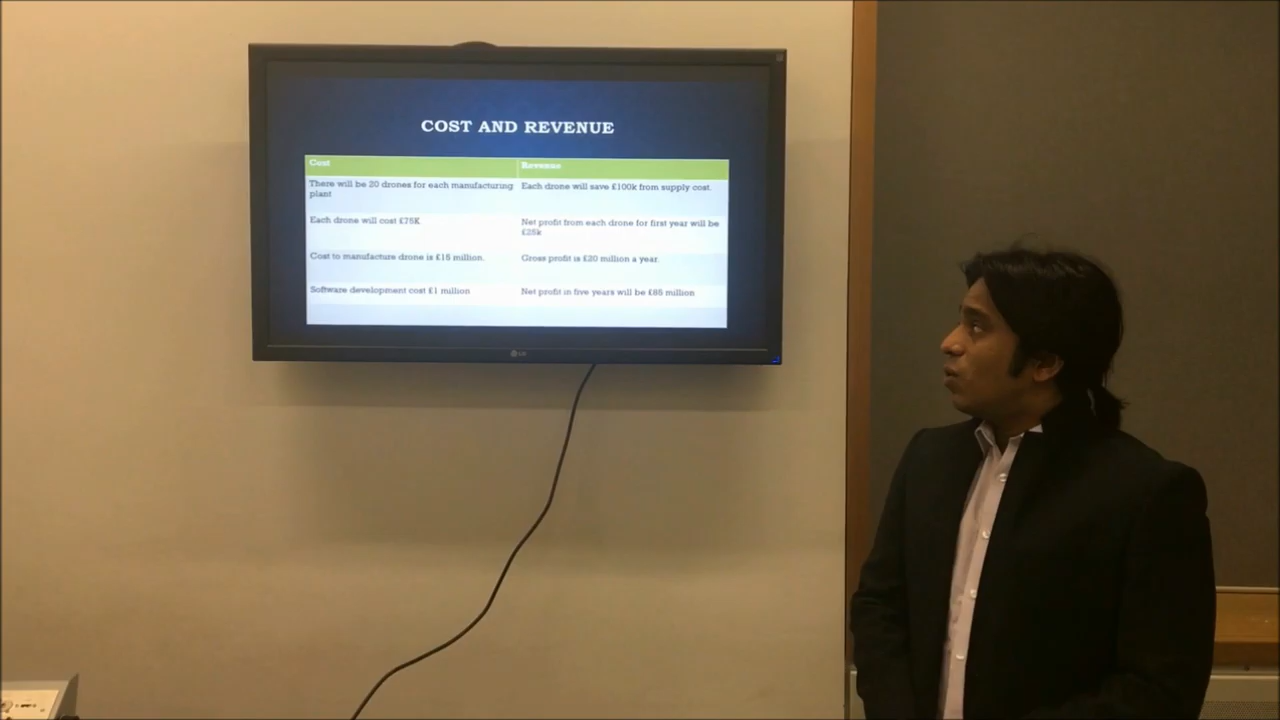 COST AND REVENUE
Cost
Revenue
There will be 20 drones for each manufacturing
plant
Each drone will save £100k from supply cost.
Each drone will cost £75K
Net profit from each drone for first year will be
£25k
Cost to manufacture drone is £15 million.
Gross profit is £20 million a year.
Software development cost £1 million
Net profit in five years will be £85 million
LG